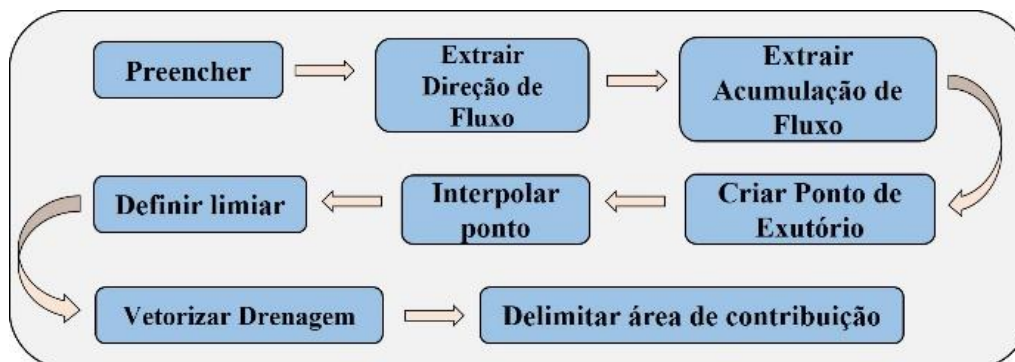 Preencher
Extrair
Direção de
Fluxo
Extrair
Acumulação de
Fluxo
Criar Ponto de
Exutório
Interpolar
ponto
Definir limiar
Vetorizar Drenagem
Delimitar área de contribuição